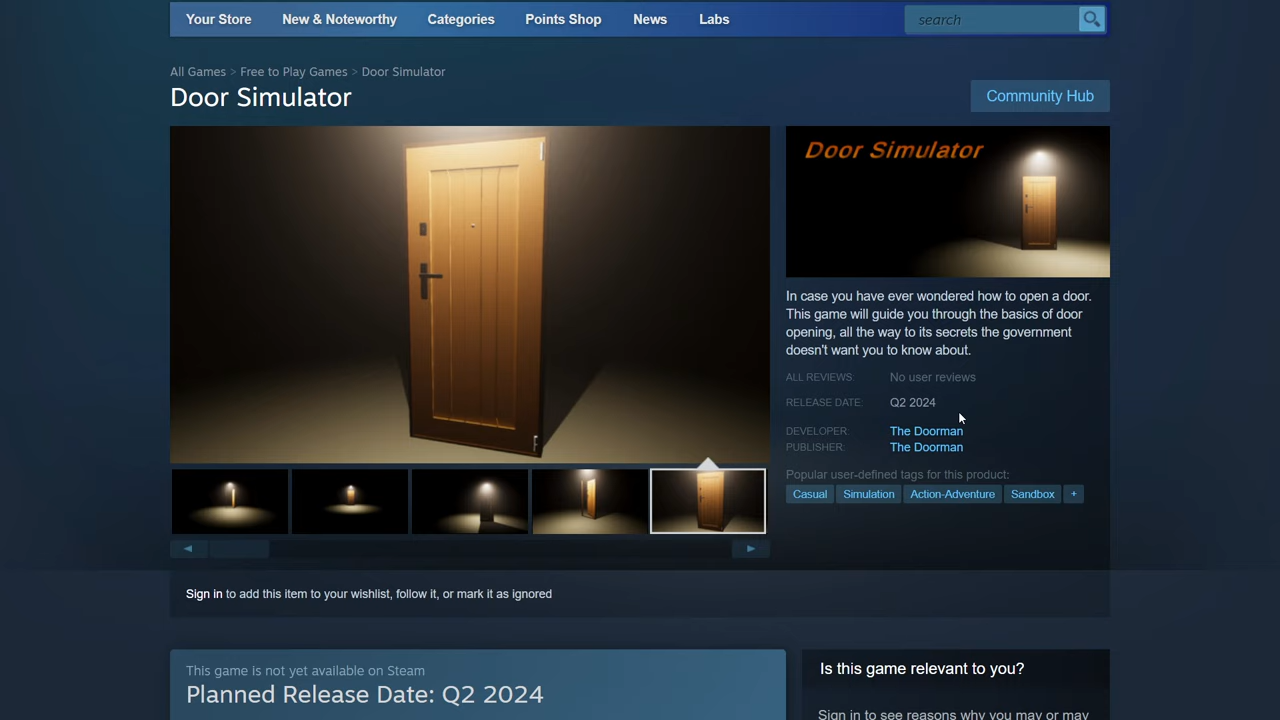 Your Store
New & Noteworthy
Categories
Points Shop
News
Labs
search
All Games > Free to Play Games > Door Simulator
Door Simulator
Community Hub
Door Simulator
In case you have ever wondered how to open a door.
This game will guide you through the basics of door
opening, all the way to its secrets the government
doesn't want you to know about.
ALL REVIEWS: No user reviews
RELEASE DATE: Q2 2024
DEVELOPER: The Doorman
PUBLISHER: The Doorman
Popular user-defined tags for this product:
Casual Simulation Action-Adventure Sandbox +
Sign in to add this item to your wishlist, follow it, or mark it as ignored
This game is not yet available on Steam
Planned Release Date: Q2 2024
Is this game relevant to you?
Sign in to see reasons why you may or may